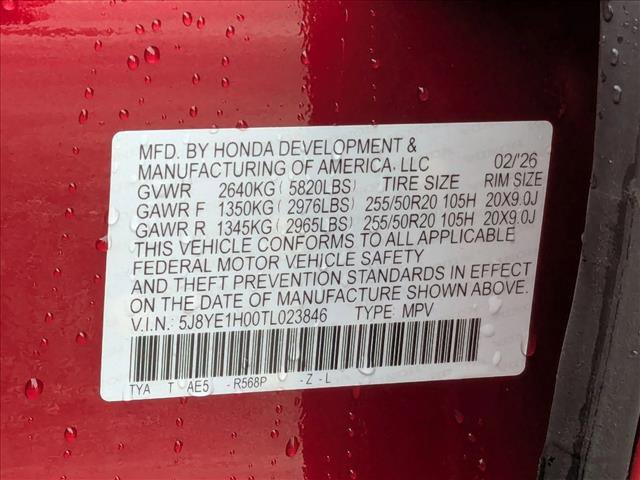 MFD. BY HONDA DEVELOPMENT &
MANUFACTURING OF AMERICA, LLC 02/'26
GVWR 2640KG ( 5820LBS) TIRE SIZE RIM SIZE
GAWR F 1350KG ( 2976LBS) 255/50R20 105H 20X9.0J
GAWR R 1345KG ( 2965LBS) 255/50R20 105H 20X9.0J
THIS VEHICLE CONFORMS TO ALL APPLICABLE
FEDERAL MOTOR VEHICLE SAFETY
AND THEFT PREVENTION STANDARDS IN EFFECT
ON THE DATE OF MANUFACTURE SHOWN ABOVE.
V.I.N.: 5J8YE1H00TL023846 TYPE: MPV
TYA T AE5 - R568P - Z - L